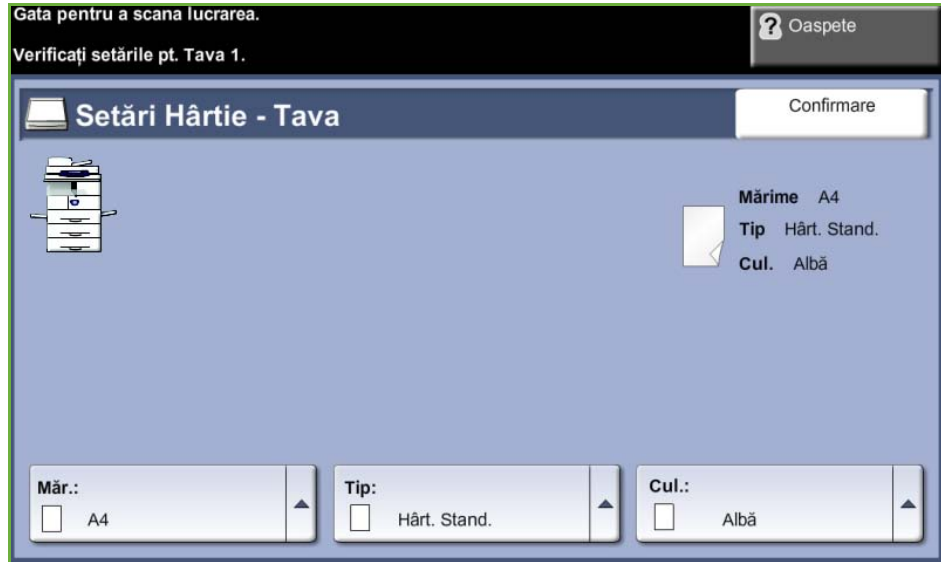 Gata pentru a scana lucrarea.
Oaspete
Verificați setările pt. Tava 1.
Setări Hârtie - Tava
Confirmare
Mărime A4
Tip Hârt. Stand.
Cul. Albă
Măr.:
A4
Tip:
Hârt. Stand.
Cul.:
Albă